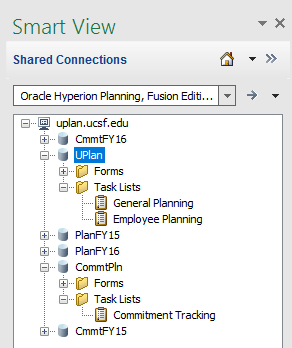 Smart View
Shared Connections
Oracle Hyperion Planning, Fusion Editi...
uplan.ucsf.edu
CmmtFY16
UPlan
Forms
Task Lists
General Planning
Employee Planning
PlanFY15
PlanFY16
CommtPln
Forms
Task Lists
Commitment Tracking
CmmtFY15